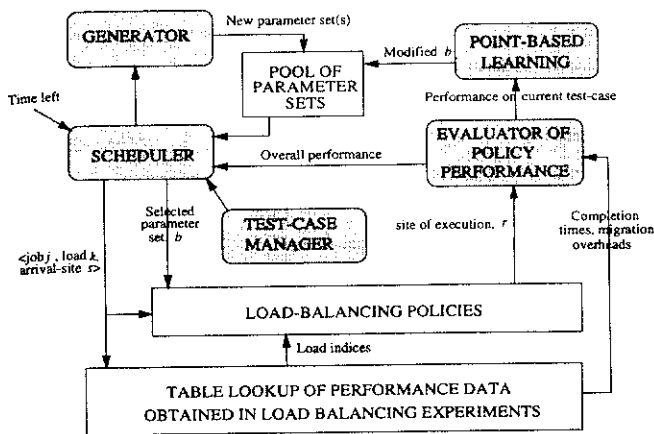 New parameter set(s)
GENERATOR
POINT-BASED
LEARNING
Modified b
POOL OF
PARAMETER
SETS
Time left
Performance on current test-case
SCHEDULER
Overall performance
EVALUATOR OF
POLICY
PERFORMANCE
Selected
parameter
set, b
TEST-CASE
MANAGER
site of execution, r
Completion
times, migration
overheads
<job j, load k,
arrival-site s>
LOAD-BALANCING POLICIES
Load indices
TABLE LOOKUP OF PERFORMANCE DATA
OBTAINED IN LOAD BALANCING EXPERIMENTS